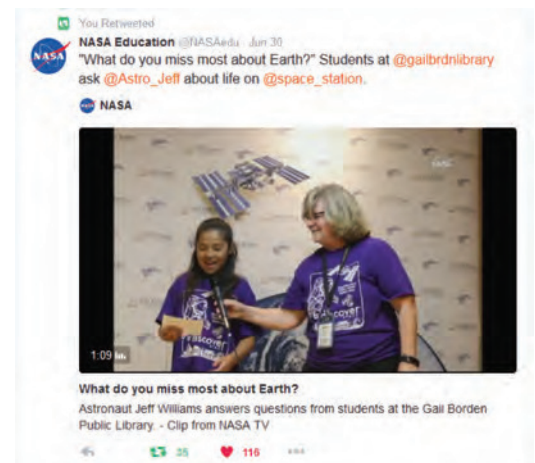 You Retweeted
NASA Education @NASAedu · Jun 30
"What do you miss most about Earth?" Students at @gailbrdnlibrary
ask @Astro_Jeff about life on @space_station.
NASA
NASA
1:09
What do you miss most about Earth?
Astronaut Jeff Williams answers questions from students at the Gail Borden
Public Library. - Clip from NASA TV
35 116